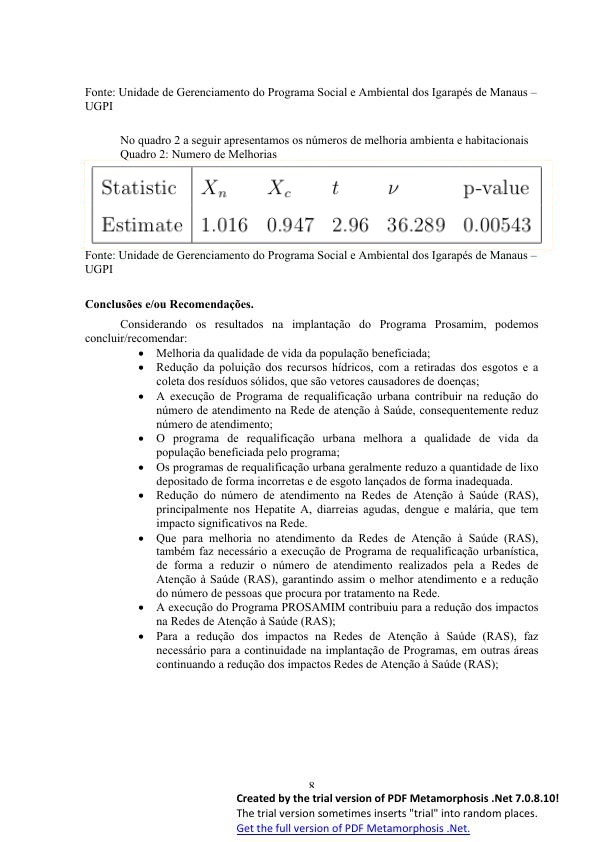 Fonte: Unidade de Gerenciamento do Programa Social e Ambiental dos Igarapés de Manaus –
UGPI
No quadro 2 a seguir apresentamos os números de melhoria ambienta e habitacionais
Quadro 2: Numero de Melhorias
Statistic Xn Xc t ν p-value
Estimate 1.016 0.947 2.96 36.289 0.00543
Fonte: Unidade de Gerenciamento do Programa Social e Ambiental dos Igarapés de Manaus –
UGPI
Conclusões e/ou Recomendações.
Considerando os resultados na implantação do Programa Prosamim, podemos
concluir/recomendar:
• Melhoria da qualidade de vida da população beneficiada;
• Redução da poluição dos recursos hídricos, com a retiradas dos esgotos e a
coleta dos resíduos sólidos, que são vetores causadores de doenças;
• A execução de Programa de requalificação urbana contribuir na redução do
número de atendimento na Rede de atenção à Saúde, consequentemente reduz
número de atendimento;
• O programa de requalificação urbana melhora a qualidade de vida da
população beneficiada pelo programa;
• Os programas de requalificação urbana geralmente reduzo a quantidade de lixo
depositado de forma incorretas e de esgoto lançados de forma inadequada.
• Redução do número de atendimento na Redes de Atenção à Saúde (RAS),
principalmente nos Hepatite A, diarreias agudas, dengue e malária, que tem
impacto significativos na Rede.
• Que para melhoria no atendimento da Redes de Atenção à Saúde (RAS),
também faz necessário a execução de Programa de requalificação urbanística,
de forma a reduzir o número de atendimento realizados pela a Redes de
Atenção à Saúde (RAS), garantindo assim o melhor atendimento e a redução
do número de pessoas que procura por tratamento na Rede.
• A execução do Programa PROSAMIM contribuiu para a redução dos impactos
na Redes de Atenção à Saúde (RAS);
• Para a redução dos impactos na Redes de Atenção à Saúde (RAS), faz
necessário para a continuidade na implantação de Programas, em outras áreas
continuando a redução dos impactos Redes de Atenção à Saúde (RAS);
8
Created by the trial version of PDF Metamorphosis .Net 7.0.8.10!
The trial version sometimes inserts "trial" into random places.
Get the full version of PDF Metamorphosis .Net.